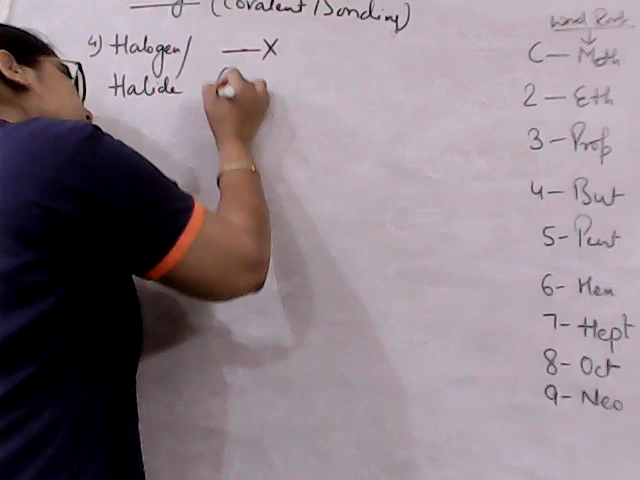 (Covalent Bonding)
4) Halogen/ —X
Halide
Word Root
C — Meth
2 — Eth
3 — Prop
4 — But
5 - Pent
6 - Hex
7 - Hept
8 - Oct
9 - Neo